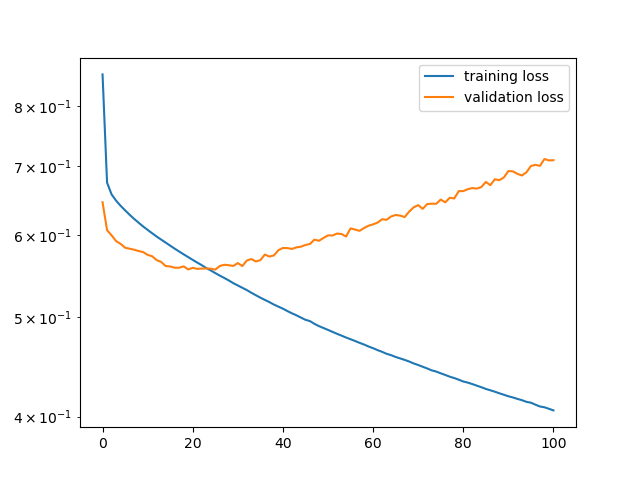 training loss
validation loss
8 × 10⁻¹
7 × 10⁻¹
6 × 10⁻¹
5 × 10⁻¹
4 × 10⁻¹
0 20 40 60 80 100